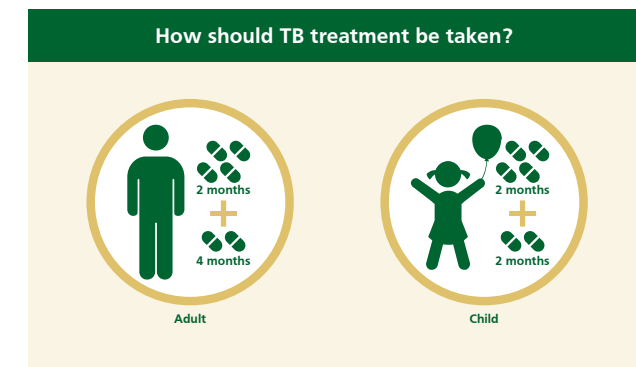 How should TB treatment be taken?
2 months
4 months
Adult
2 months
2 months
Child